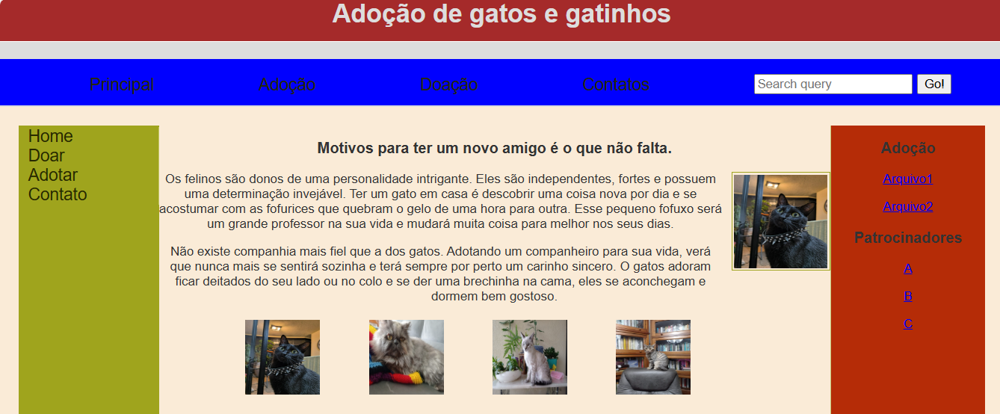 Adoção de gatos e gatinhos
Principal
Adoção
Doação
Contatos
Search query
Go!
Home
Doar
Adotar
Contato
Motivos para ter um novo amigo é o que não falta.
Os felinos são donos de uma personalidade intrigante. Eles são independentes, fortes e possuem
uma determinação invejável. Ter um gato em casa é descobrir uma coisa nova por dia e se
acostumar com as fofurices que quebram o gelo de uma hora para outra. Esse pequeno fofuxo será
um grande professor na sua vida e mudará muita coisa para melhor nos seus dias.
Não existe companhia mais fiel que a dos gatos. Adotando um companheiro para sua vida, verá
que nunca mais se sentirá sozinha e terá sempre por perto um carinho sincero. O gatos adoram
ficar deitados do seu lado ou no colo e se der uma brechinha na cama, eles se aconchegam e
dormem bem gostoso.
Adoção
Arquivo1
Arquivo2
Patrocinadores
A
B
C